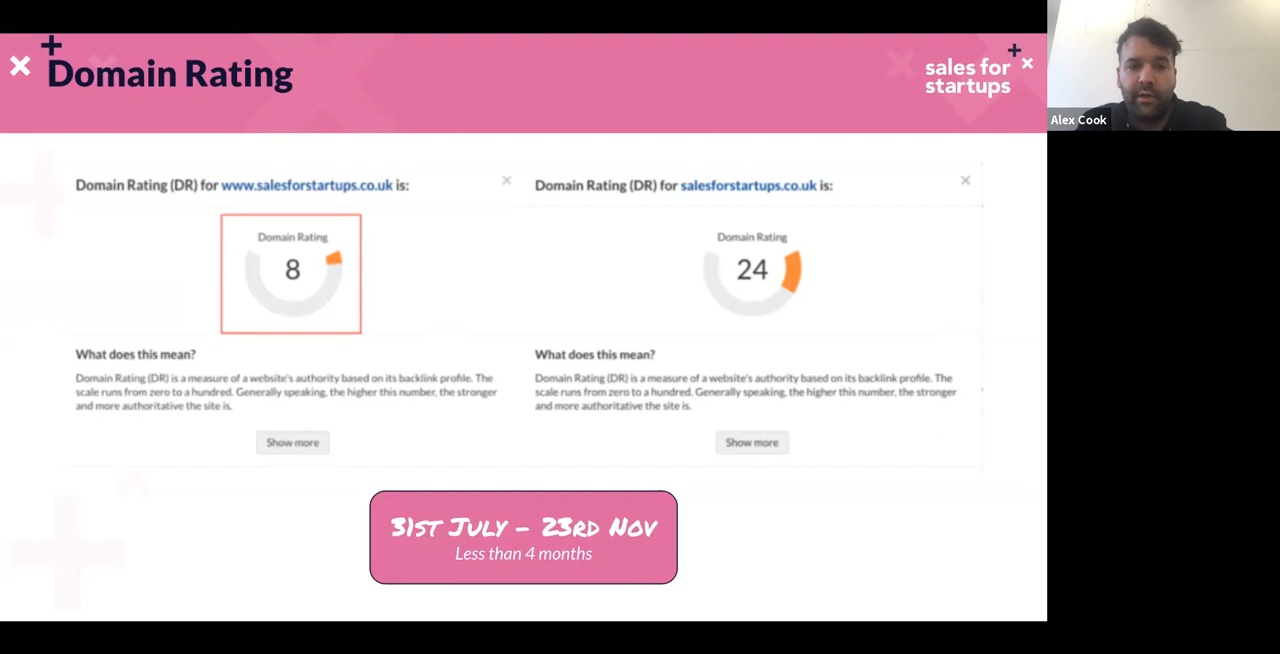 Domain Rating
sales for
startups
Alex Cook
Domain Rating (DR) for www.salesforstartups.co.uk is:
Domain Rating
8
What does this mean?
Domain Rating (DR) is a measure of a website's authority based on its backlink profile. The
scale runs from zero to a hundred. Generally speaking, the higher this number, the stronger
and more authoritative the site is.
Show more
Domain Rating (DR) for salesforstartups.co.uk is:
Domain Rating
24
What does this mean?
Domain Rating (DR) is a measure of a website's authority based on its backlink profile. The
scale runs from zero to a hundred. Generally speaking, the higher this number, the stronger
and more authoritative the site is.
Show more
31st July - 23rd Nov
Less than 4 months